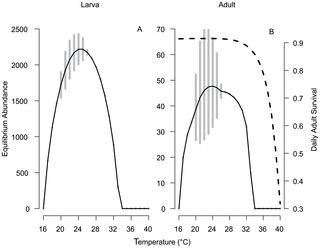 Larva
Adult
A
B
Equilibrium Abundance
2500
2000
1500
1000
500
0
16 20 24 28 32 36 40
70
60
50
40
30
20
10
0
16 20 24 28 32 36 40
0.9
0.8
0.7
0.6
0.5
0.4
0.3
Daily Adult Survival
Temperature (°C)